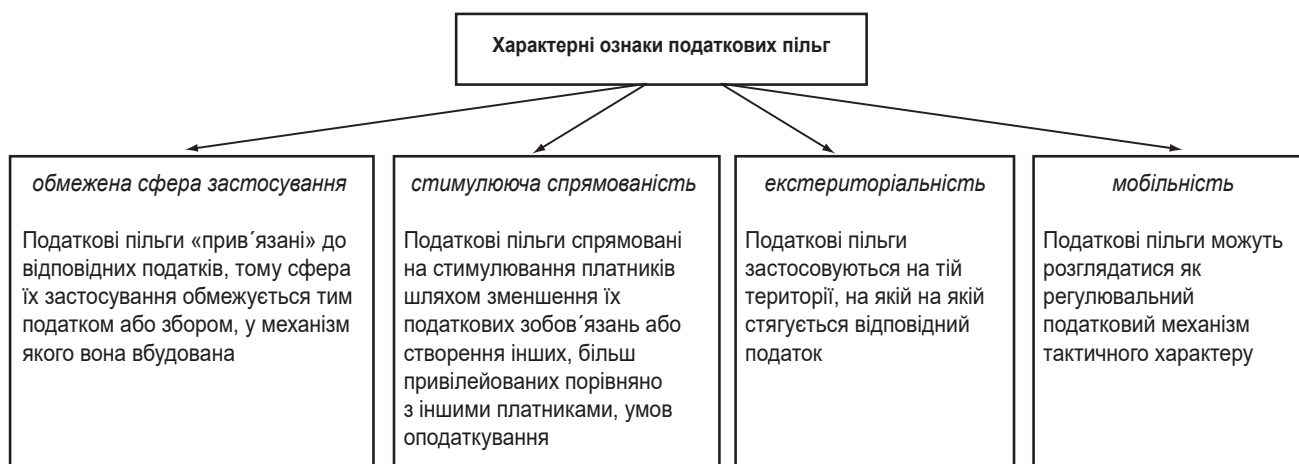 Характерні ознаки податкових пільг
обмежена сфера застосування
Податкові пільги «прив´язані» до
відповідних податків, тому сфера
їх застосування обмежується тим
податком або збором, у механізм
якого вона вбудована
стимулююча спрямованість
Податкові пільги спрямовані
на стимулювання платників
шляхом зменшення їх
податкових зобов´язань або
створення інших, більш
привілейованих порівняно
з іншими платниками, умов
оподаткування
екстериторіальність
Податкові пільги
застосовуються на тій
території, на якій на якій
стягується відповідний
податок
мобільність
Податкові пільги можуть
розглядатися як
регулювальний
податковий механізм
тактичного характеру